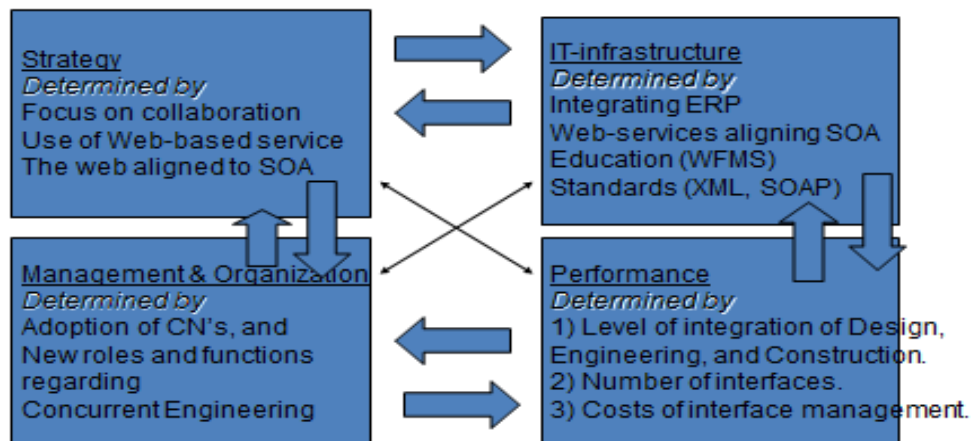 Strategy
Determined by
Focus on collaboration
Use of Web-based service
The web aligned to SOA
IT-infrastructure
Determined by
Integrating ERP
Web-services aligning SOA
Education (WFMS)
Standards (XML, SOAP)
Management & Organization
Determined by
Adoption of CN's, and
New roles and functions
regarding
Concurrent Engineering
Performance
Determined by
1) Level of integration of Design,
Engineering, and Construction.
2) Number of interfaces.
3) Costs of interface management.